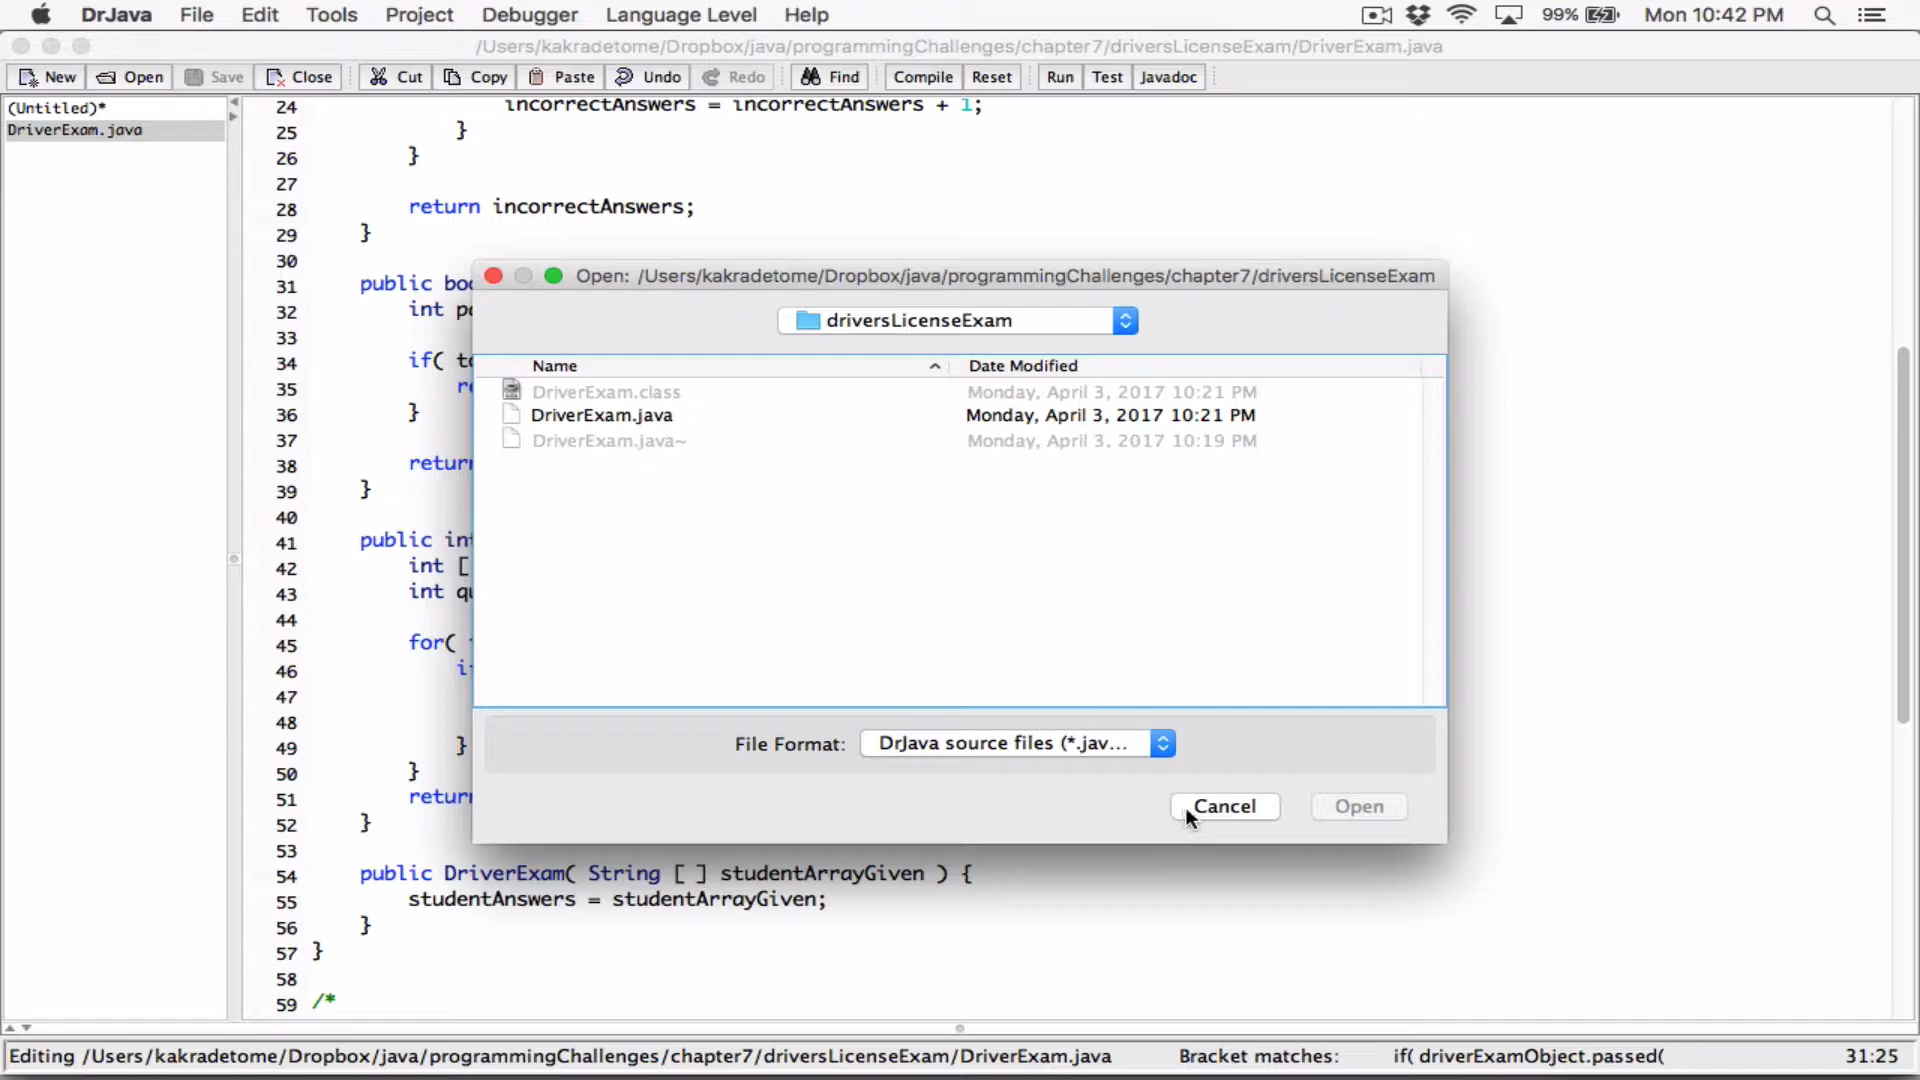 DrJava File Edit Tools Project Debugger Language Level Help 99% Mon 10:42 PM
/Users/kakradetome/Dropbox/java/programmingChallenges/chapter7/driversLicenseExam/DriverExam.java
New Open Save Close Cut Copy Paste Undo Redo Find Compile Reset Run Test Javadoc
(Untitled)*
DriverExam.java
24 incorrectAnswers = incorrectAnswers + 1;
25 }
26 }
27
28 return incorrectAnswers;
29 }
30
31 public
32 int
33
34 if(
35
36 }
37
38
39 }
40
41 public
42 int [
43 int
44
45 for(
46
47
48
49 }
50 }
51
52 }
53
54 public DriverExam( String [ ] studentArrayGiven ) {
55 studentAnswers = studentArrayGiven;
56 }
57 }
58
59 /*
Open: /Users/kakradetome/Dropbox/java/programmingChallenges/chapter7/driversLicenseExam
driversLicenseExam
Name Date Modified
DriverExam.class Monday, April 3, 2017 10:21 PM
DriverExam.java Monday, April 3, 2017 10:21 PM
DriverExam.java~ Monday, April 3, 2017 10:19 PM
File Format: DrJava source files (*.jav...
Cancel Open
Editing /Users/kakradetome/Dropbox/java/programmingChallenges/chapter7/driversLicenseExam/DriverExam.java Bracket matches: if( driverExamObject.passed( 31:25